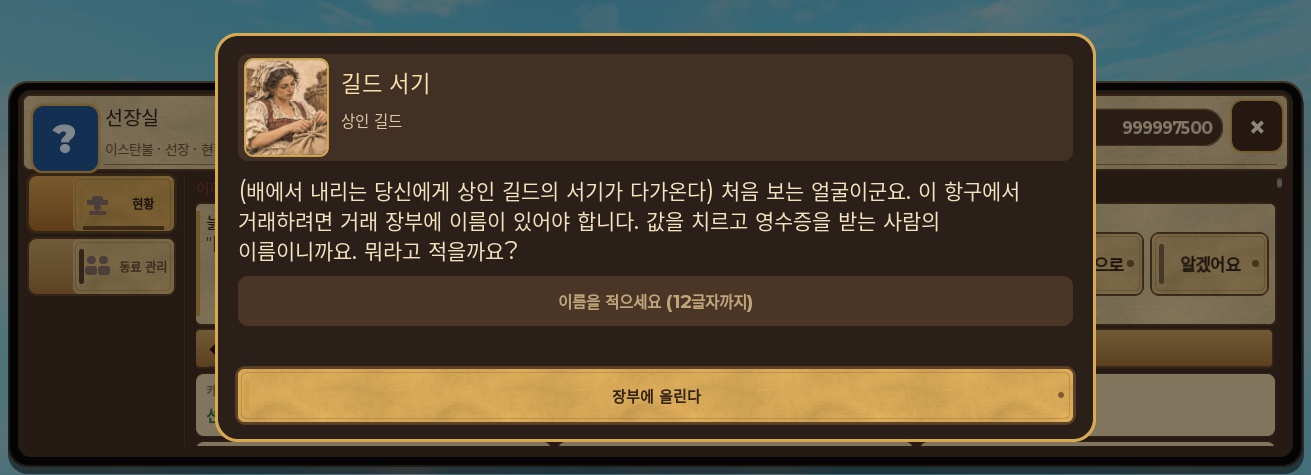 길드 서기
상인 길드
(배에서 내리는 당신에게 상인 길드의 서기가 다가온다) 처음 보는 얼굴이군요. 이 항구에서
거래하려면 거래 장부에 이름이 있어야 합니다. 값을 치르고 영수증을 받는 사람의
이름이니까요. 뭐라고 적을까요?
이름을 적으세요 (12글자까지)
장부에 올린다
?
선장실
이스탄불 · 선장 · 현
999997500
×
현황
동료 관리
으로
알겠어요